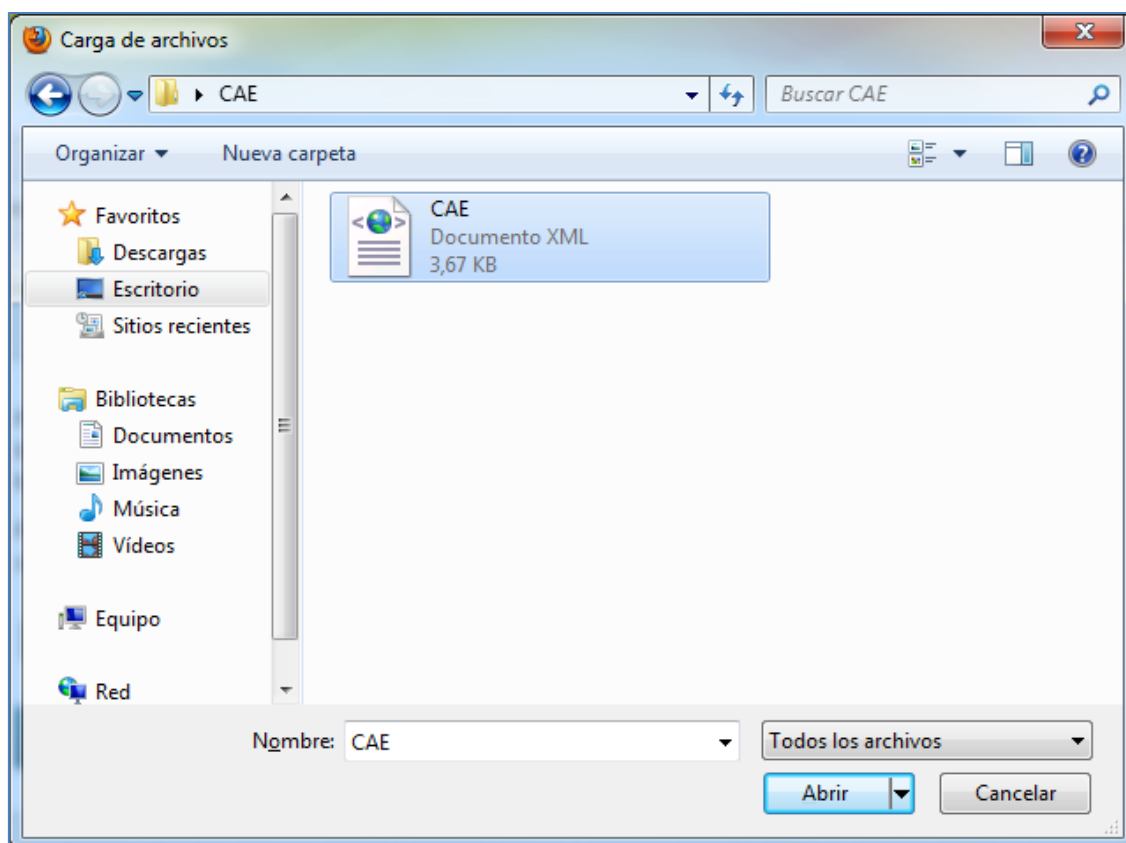 Carga de archivos
CAE
Buscar CAE
Organizar
Nueva carpeta
Favoritos
Descargas
Escritorio
Sitios recientes
Bibliotecas
Documentos
Imágenes
Música
Vídeos
Equipo
Red
CAE
Documento XML
3,67 KB
Nombre: CAE
Todos los archivos
Abrir
Cancelar